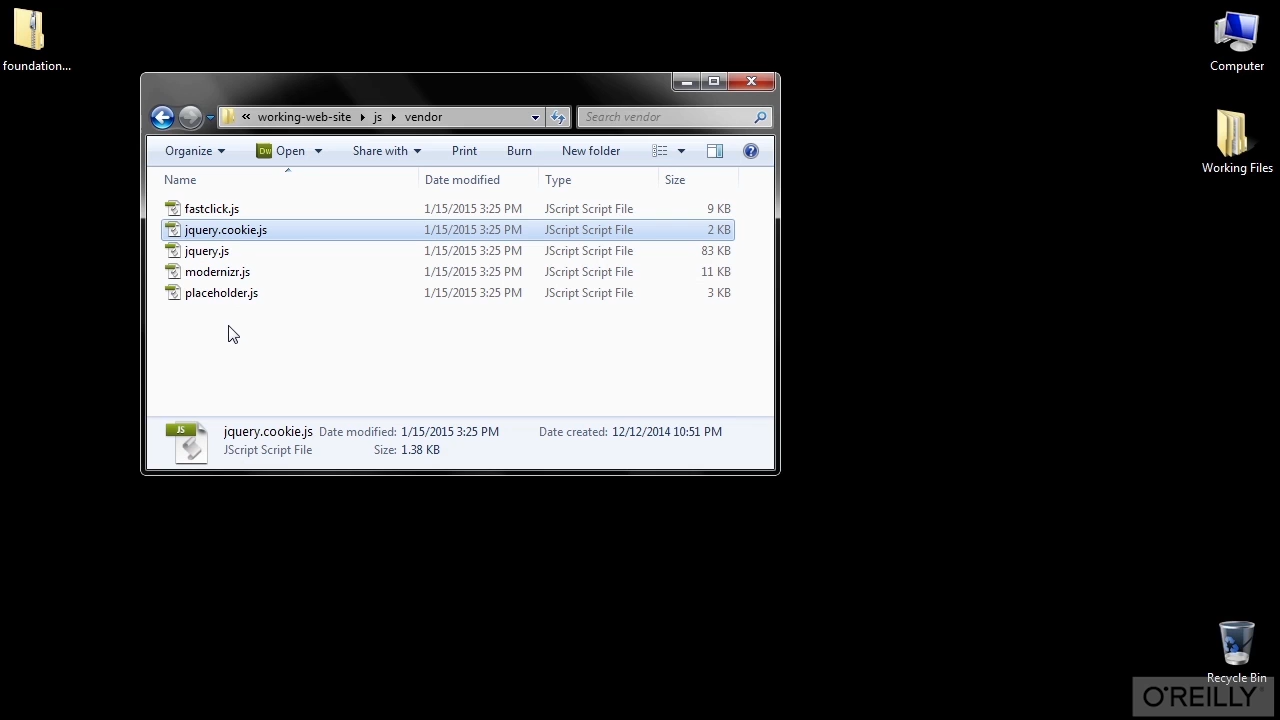 foundation...
Computer
Working Files
« working-web-site js vendor
Search vendor
Organize Dw Open Share with Print Burn New folder ?
Name Date modified Type Size
fastclick.js 1/15/2015 3:25 PM JScript Script File 9 KB
jquery.cookie.js 1/15/2015 3:25 PM JScript Script File 2 KB
jquery.js 1/15/2015 3:25 PM JScript Script File 83 KB
modernizr.js 1/15/2015 3:25 PM JScript Script File 11 KB
placeholder.js 1/15/2015 3:25 PM JScript Script File 3 KB
JS
jquery.cookie.js Date modified: 1/15/2015 3:25 PM Date created: 12/12/2014 10:51 PM
JScript Script File Size: 1.38 KB
Recycle Bin
O'REILLY®